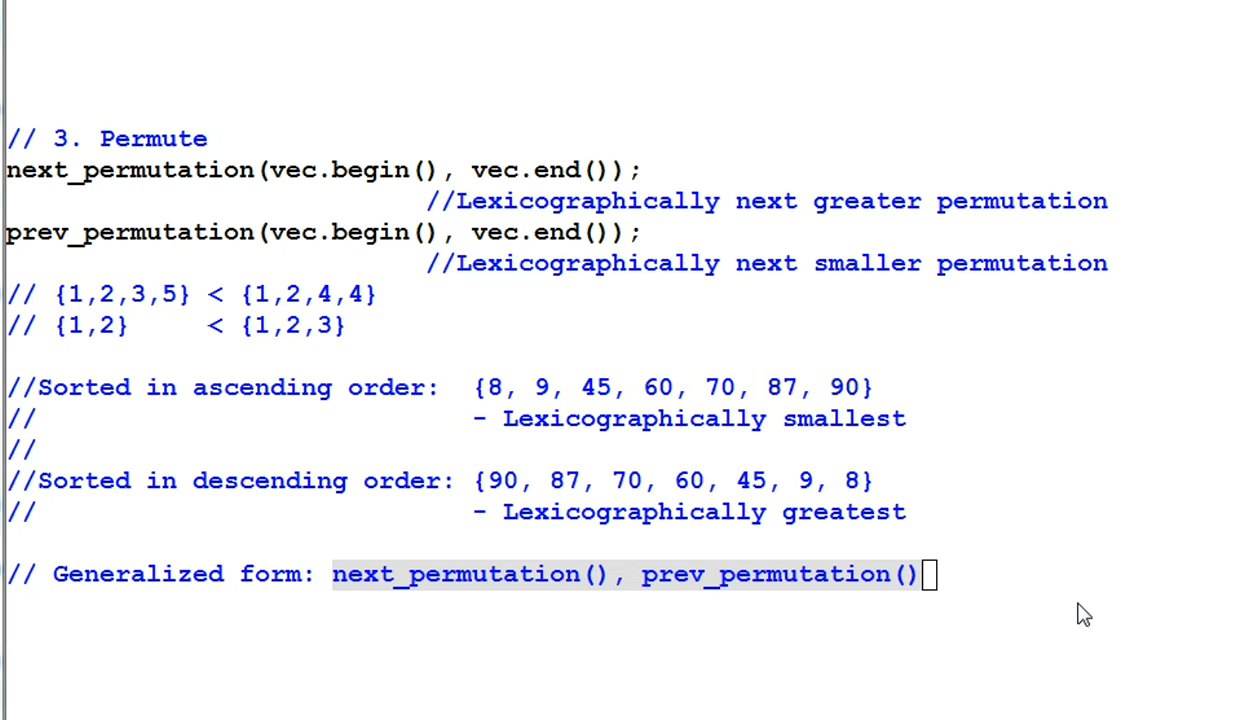 // 3. Permute
next_permutation(vec.begin(), vec.end());
//Lexicographically next greater permutation
prev_permutation(vec.begin(), vec.end());
//Lexicographically next smaller permutation
// {1,2,3,5} < {1,2,4,4}
// {1,2}     < {1,2,3}
//Sorted in ascending order:  {8, 9, 45, 60, 70, 87, 90}
//                            - Lexicographically smallest
//
//Sorted in descending order: {90, 87, 70, 60, 45, 9, 8}
//                            - Lexicographically greatest
// Generalized form: next_permutation(), prev_permutation()